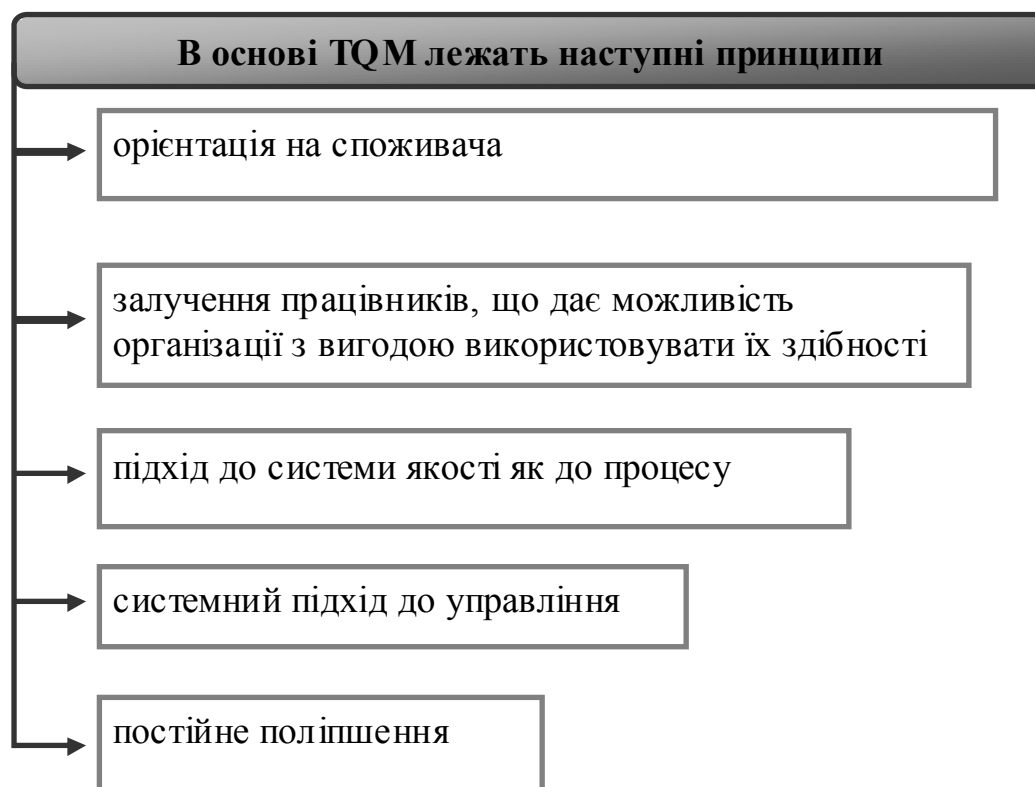 В основі TQM лежать наступні принципи
орієнтація на споживача
залучення працівників, що дає можливість
організації з вигодою використовувати їх здібності
підхід до системи якості як до процесу
системний підхід до управління
постійне поліпшення